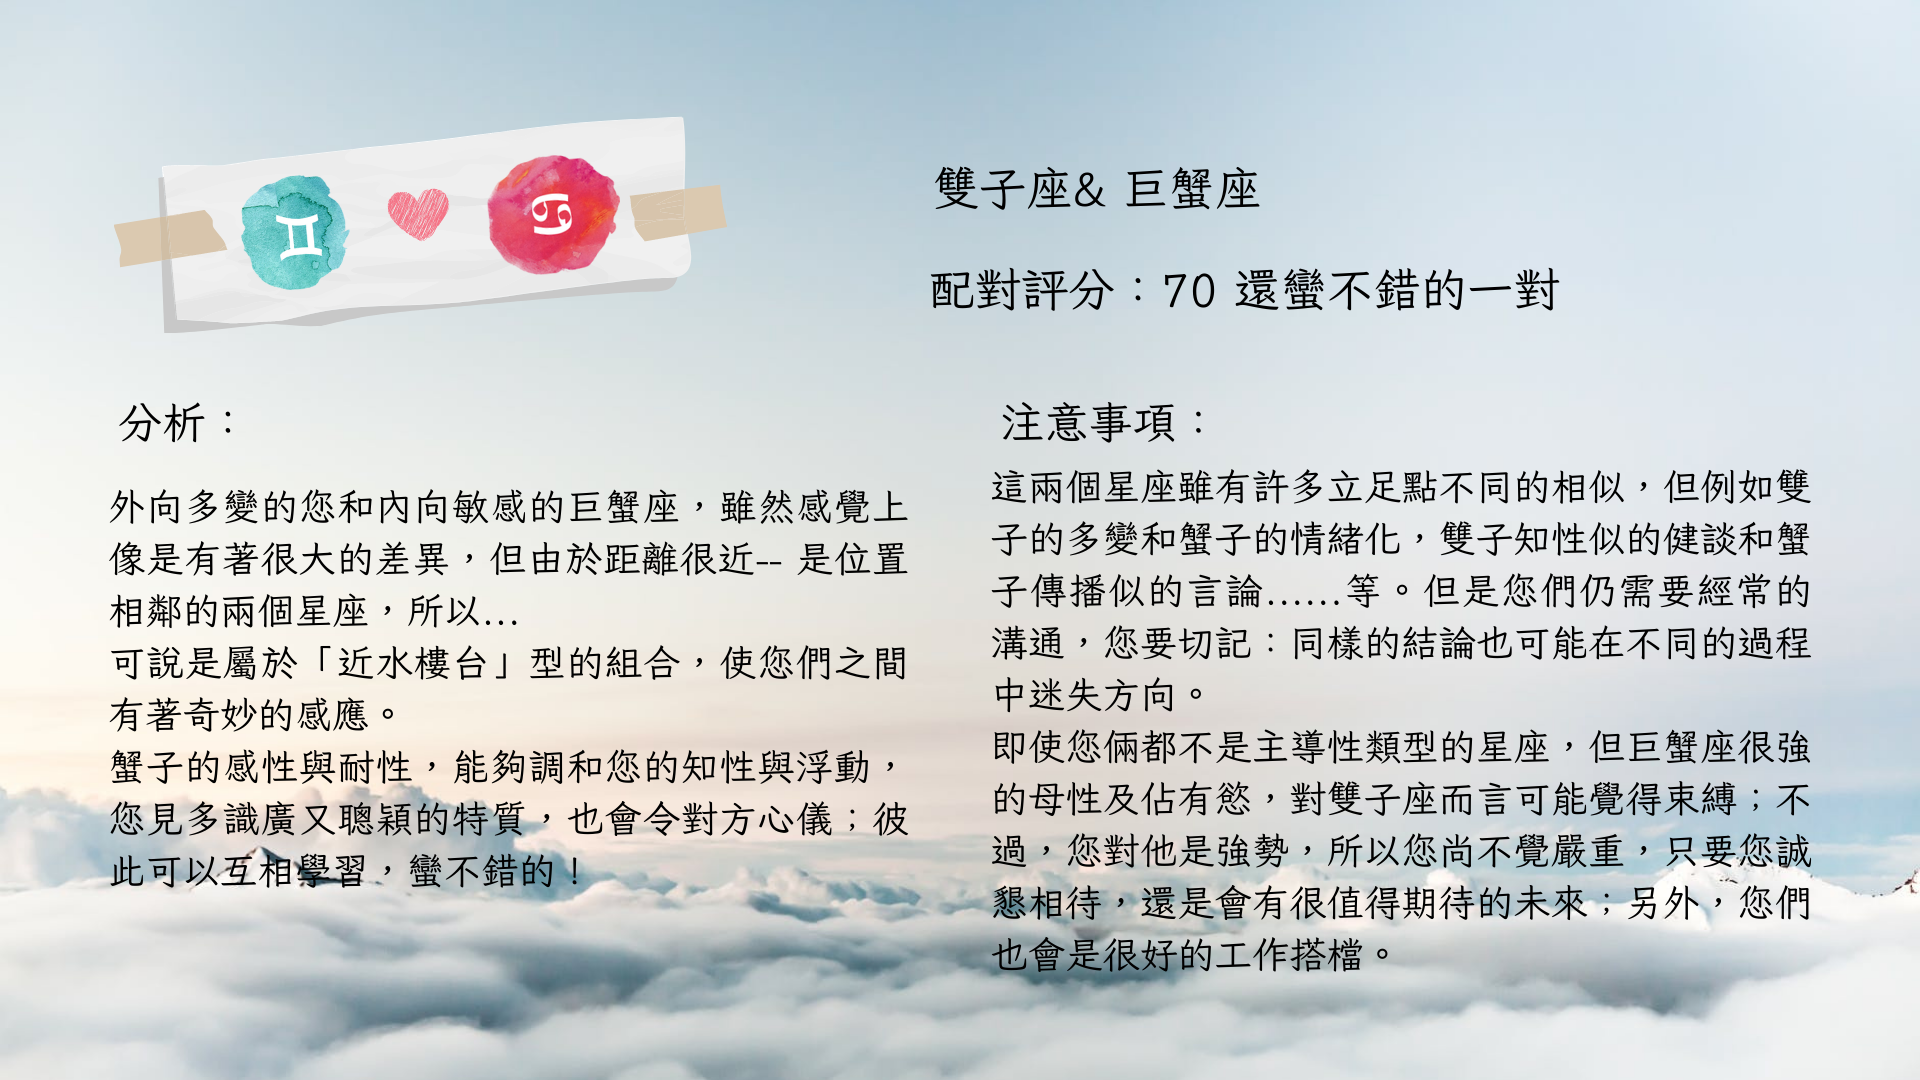 雙子座& 巨蟹座
配對評分：70 還蠻不錯的一對
分析：
外向多變的您和內向敏感的巨蟹座，雖然感覺上
像是有著很大的差異，但由於距離很近-- 是位置
相鄰的兩個星座，所以...
可說是屬於「近水樓台」型的組合，使您們之間
有著奇妙的感應。
蟹子的感性與耐性，能夠調和您的知性與浮動，
您見多識廣又聰穎的特質，也會令對方心儀；彼
此可以互相學習，蠻不錯的！
注意事項：
這兩個星座雖有許多立足點不同的相似，但例如雙
子的多變和蟹子的情緒化，雙子知性似的健談和蟹
子傳播似的言論......等。但是您們仍需要經常的
溝通，您要切記：同樣的結論也可能在不同的過程
中迷失方向。
即使您倆都不是主導性類型的星座，但巨蟹座很強
的母性及佔有慾，對雙子座而言可能覺得束縛；不
過，您對他是強勢，所以您尚不覺嚴重，只要您誠
懇相待，還是會有很值得期待的未來；另外，您們
也會是很好的工作搭檔。